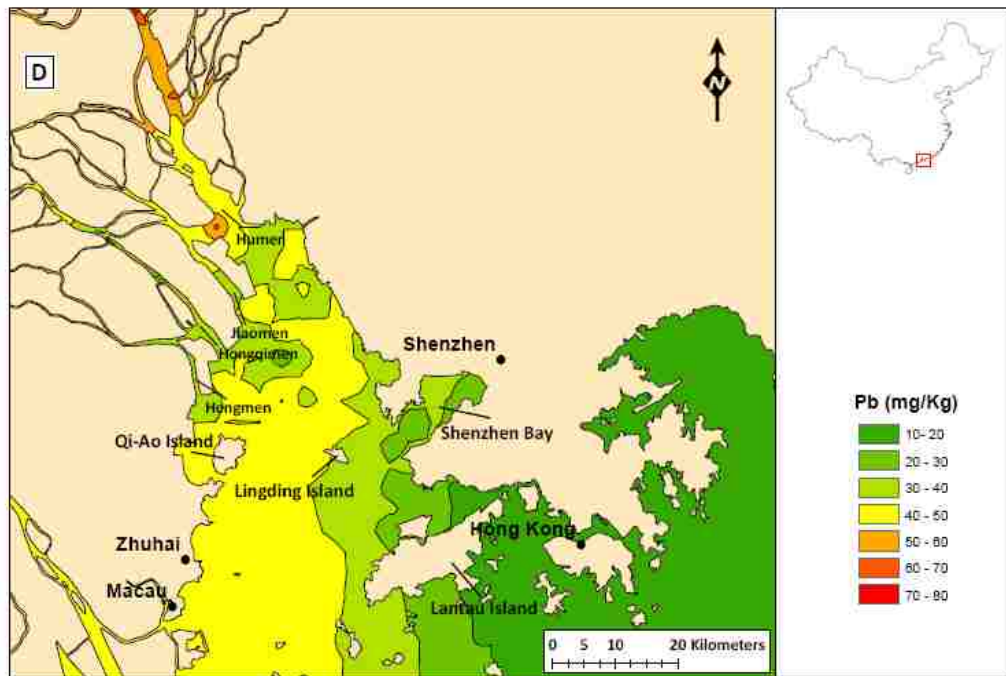 D
N
Humen
Jiaomen
Hongqimen
Shenzhen
Hongmen
Shenzhen Bay
Qi-Ao Island
Lingding Island
Hong Kong
Zhuhai
Macau
Lantau Island
0 5 10 20 Kilometers
Pb (mg/Kg)
10- 20
20 - 30
30 - 40
40 - 50
50 - 60
60 - 70
70 - 80